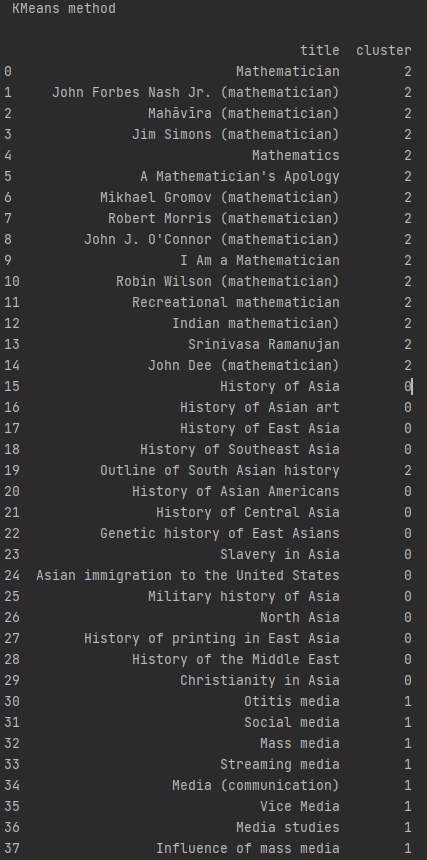 KMeans method
title cluster
0 Mathematician 2
1 John Forbes Nash Jr. (mathematician) 2
2 Mahāvīra (mathematician) 2
3 Jim Simons (mathematician) 2
4 Mathematics 2
5 A Mathematician's Apology 2
6 Mikhael Gromov (mathematician) 2
7 Robert Morris (mathematician) 2
8 John J. O'Connor (mathematician) 2
9 I Am a Mathematician 2
10 Robin Wilson (mathematician) 2
11 Recreational mathematician 2
12 Indian mathematician) 2
13 Srinivasa Ramanujan 2
14 John Dee (mathematician) 2
15 History of Asia 0
16 History of Asian art 0
17 History of East Asia 0
18 History of Southeast Asia 0
19 Outline of South Asian history 2
20 History of Asian Americans 0
21 History of Central Asia 0
22 Genetic history of East Asians 0
23 Slavery in Asia 0
24 Asian immigration to the United States 0
25 Military history of Asia 0
26 North Asia 0
27 History of printing in East Asia 0
28 History of the Middle East 0
29 Christianity in Asia 0
30 Otitis media 1
31 Social media 1
32 Mass media 1
33 Streaming media 1
34 Media (communication) 1
35 Vice Media 1
36 Media studies 1
37 Influence of mass media 1